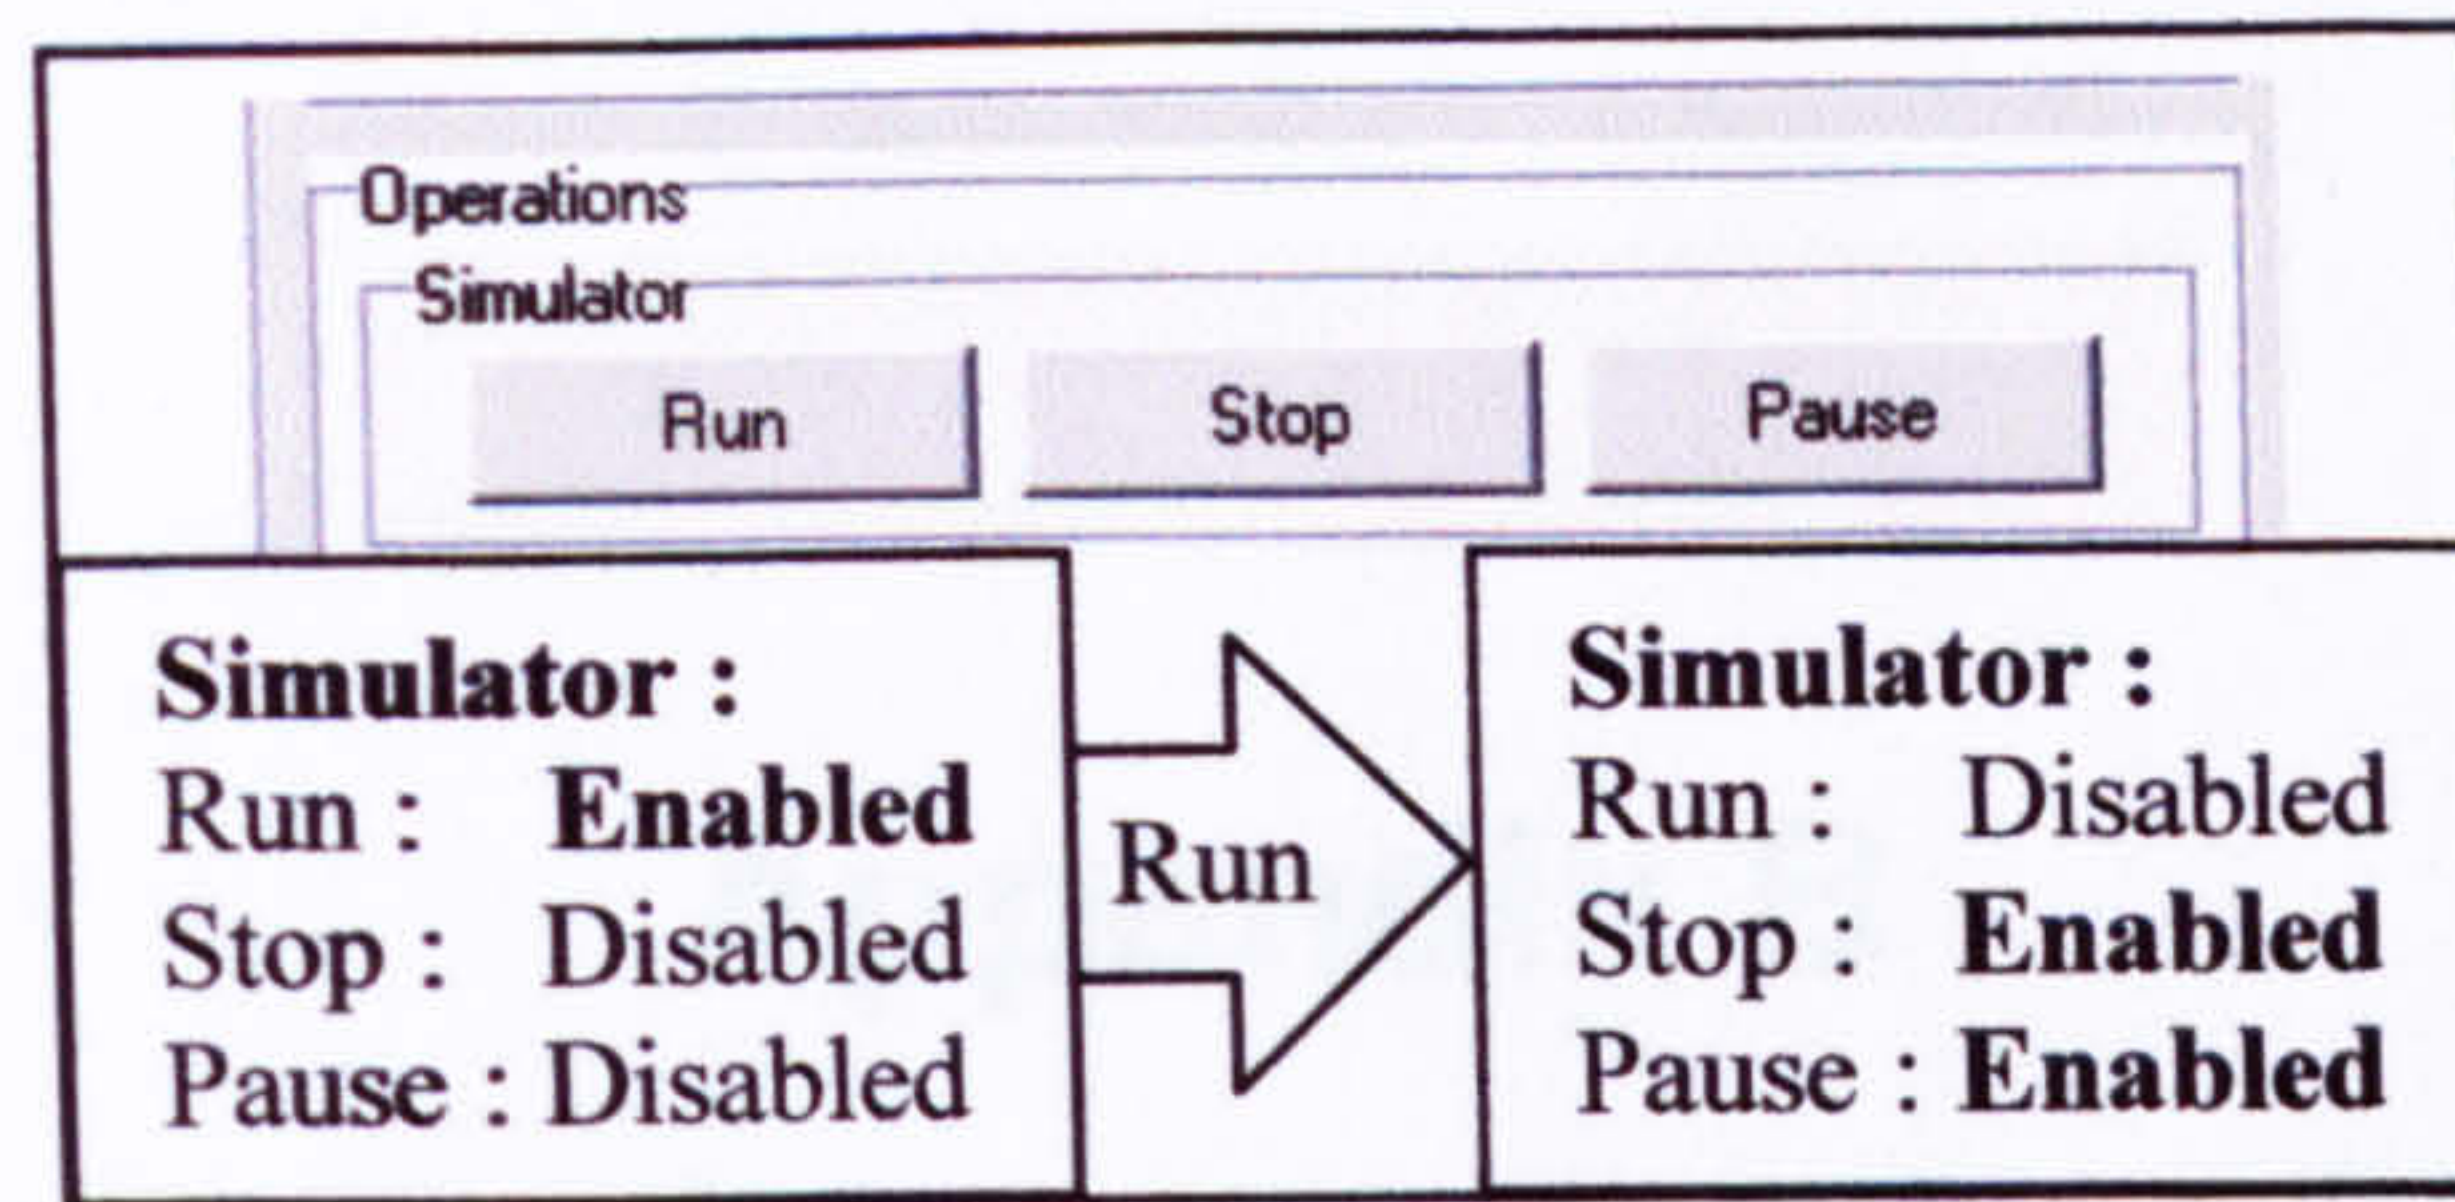 Operations
Simulator
Run Stop Pause
Simulator :
Run : Enabled
Stop : Disabled
Pause : Disabled
Run
Simulator :
Run : Disabled
Stop : Enabled
Pause : Enabled